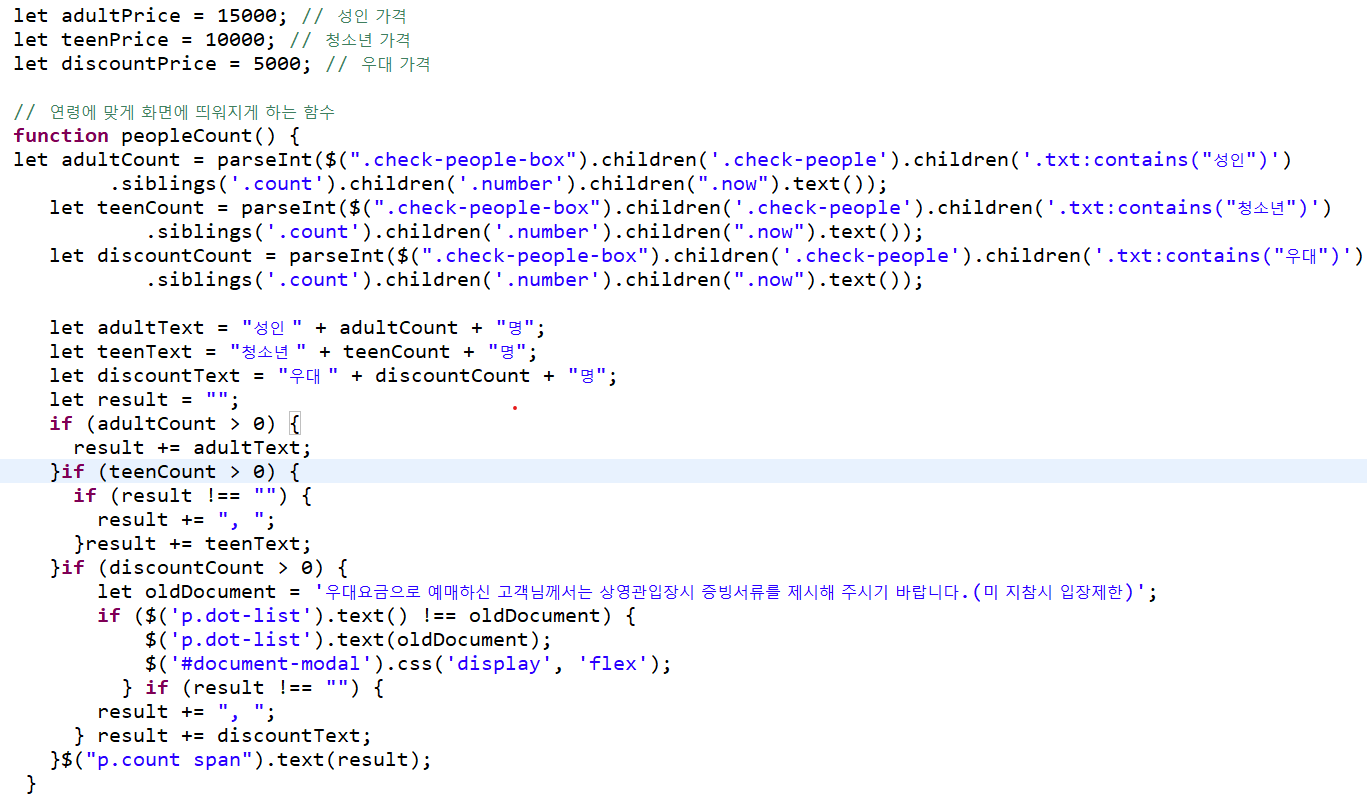 let adultPrice = 15000; // 성인 가격
let teenPrice = 10000; // 청소년 가격
let discountPrice = 5000; // 우대 가격
// 연령에 맞게 화면에 띄워지게 하는 함수
function peopleCount() {
let adultCount = parseInt($(".check-people-box").children('.check-people').children('.txt:contains("성인")')
.siblings('.count').children('.number').children(".now").text());
let teenCount = parseInt($(".check-people-box").children('.check-people').children('.txt:contains("청소년")')
.siblings('.count').children('.number').children(".now").text());
let discountCount = parseInt($(".check-people-box").children('.check-people').children('.txt:contains("우대")')
.siblings('.count').children('.number').children(".now").text());
let adultText = "성인 " + adultCount + "명";
let teenText = "청소년 " + teenCount + "명";
let discountText = "우대 " + discountCount + "명";
let result = "";
if (adultCount > 0) {
result += adultText;
}if (teenCount > 0) {
if (result !== "") {
result += ", ";
}result += teenText;
}if (discountCount > 0) {
let oldDocument = '우대요금으로 예매하신 고객님께서는 상영관입장시 증빙서류를 제시해 주시기 바랍니다.(미 지참시 입장제한)';
if ($('p.dot-list').text() !== oldDocument) {
$('p.dot-list').text(oldDocument);
$('#document-modal').css('display', 'flex');
} if (result !== "") {
result += ", ";
} result += discountText;
}$("p.count span").text(result);
}